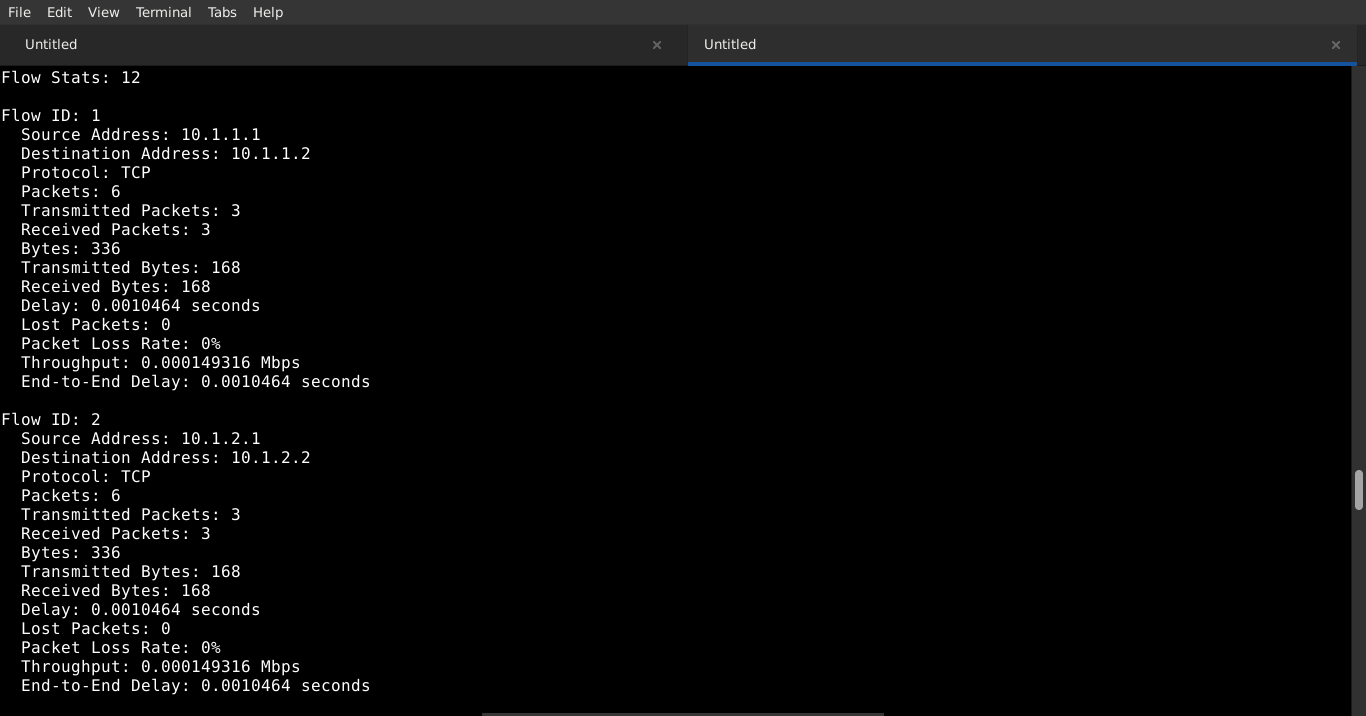 File Edit View Terminal Tabs Help
Untitled × Untitled ×
Flow Stats: 12
Flow ID: 1
Source Address: 10.1.1.1
Destination Address: 10.1.1.2
Protocol: TCP
Packets: 6
Transmitted Packets: 3
Received Packets: 3
Bytes: 336
Transmitted Bytes: 168
Received Bytes: 168
Delay: 0.0010464 seconds
Lost Packets: 0
Packet Loss Rate: 0%
Throughput: 0.000149316 Mbps
End-to-End Delay: 0.0010464 seconds
Flow ID: 2
Source Address: 10.1.2.1
Destination Address: 10.1.2.2
Protocol: TCP
Packets: 6
Transmitted Packets: 3
Received Packets: 3
Bytes: 336
Transmitted Bytes: 168
Received Bytes: 168
Delay: 0.0010464 seconds
Lost Packets: 0
Packet Loss Rate: 0%
Throughput: 0.000149316 Mbps
End-to-End Delay: 0.0010464 seconds